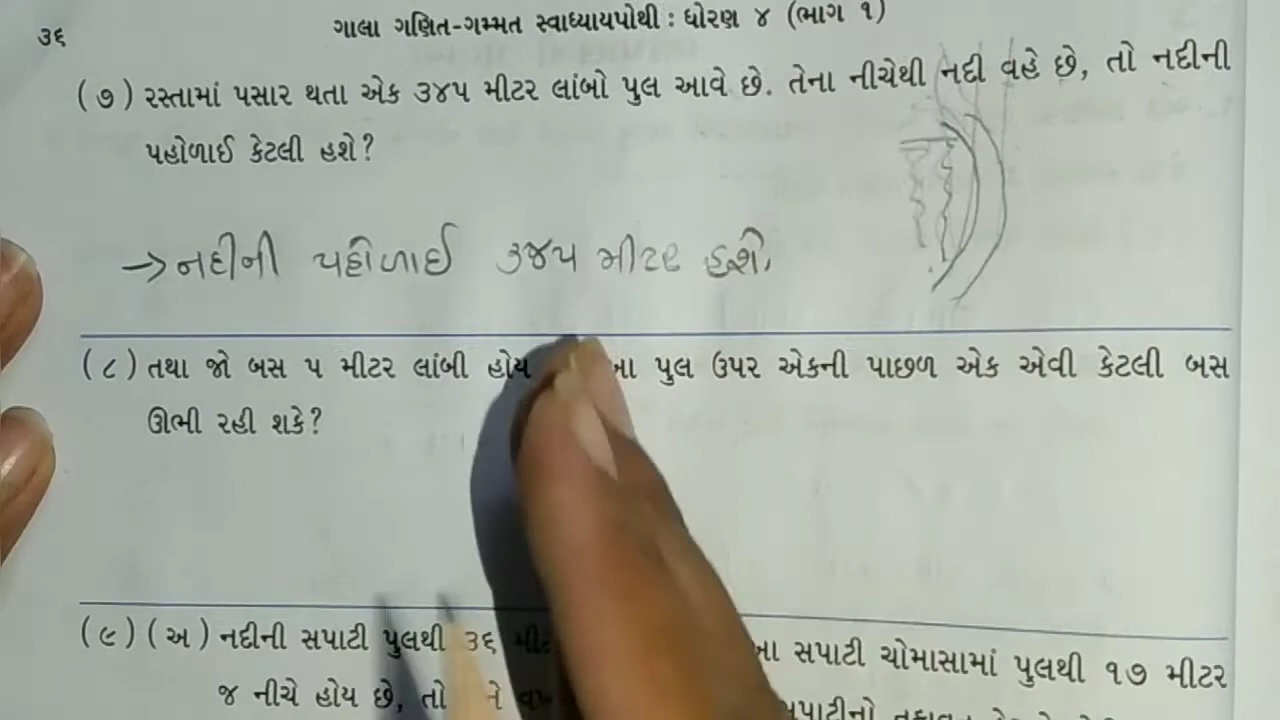 ૩૬
ગાલા ગણિત-ગમ્મત સ્વાધ્યાયપોથી : ધોરણ ૪ (ભાગ ૧)
(૭) રસ્તામાં પસાર થતા એક ૩૪૫ મીટર લાંબો પુલ આવે છે. તેના નીચેથી નદી વહે છે, તો નદીની
પહોળાઈ કેટલી હશે?
→ નદીની પહોળાઈ ૩૪૫ મીટર હશે.
(૮) તથા જો બસ ૫ મીટર લાંબી હોય પુલ ઉપર એકની પાછળ એક એવી કેટલી બસ
ઊભી રહી શકે?
(૯) (અ) નદીની સપાટી પુલથી ૩૬ સપાટી ચોમાસામાં પુલથી ૧૭ મીટર
જ નીચે હોય છે, તો